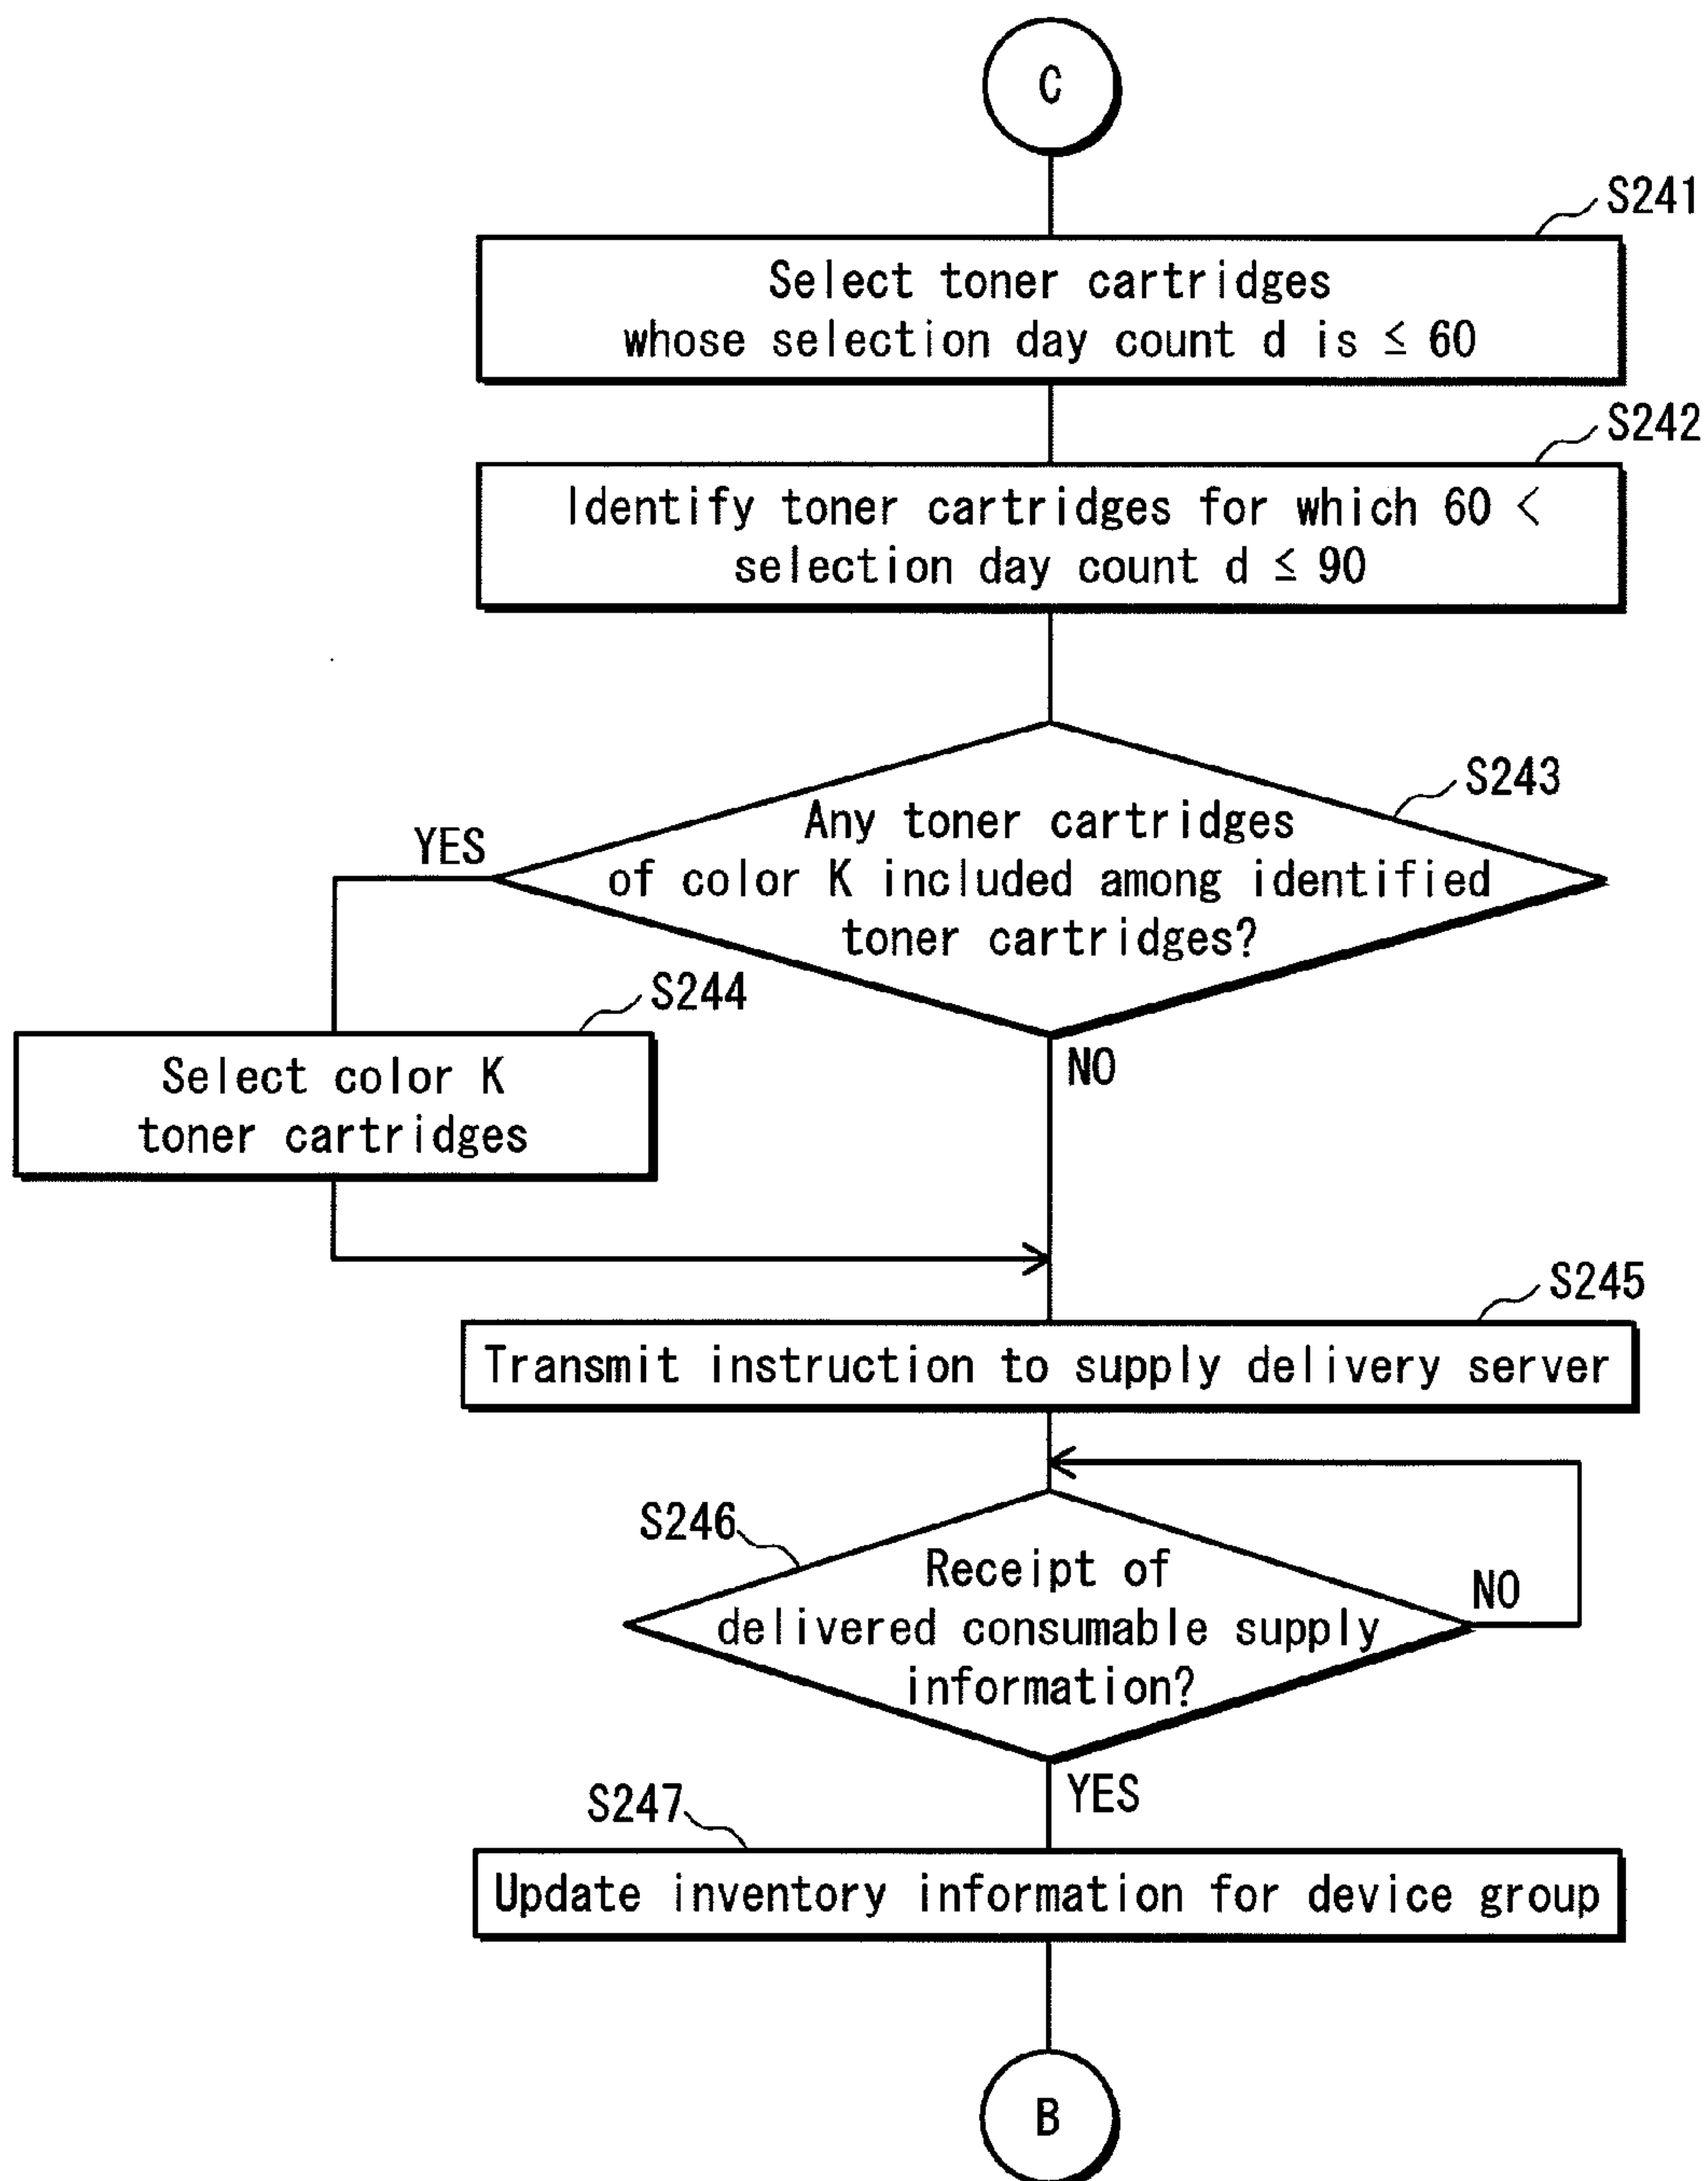 C
S241
Select toner cartridges
whose selection day count d is ≤ 60
S242
Identify toner cartridges for which 60 <
selection day count d ≤ 90
S243
Any toner cartridges
of color K included among identified
toner cartridges?
YES
NO
S244
Select color K
toner cartridges
S245
Transmit instruction to supply delivery server
S246
Receipt of
delivered consumable supply
information?
NO
YES
S247
Update inventory information for device group
B